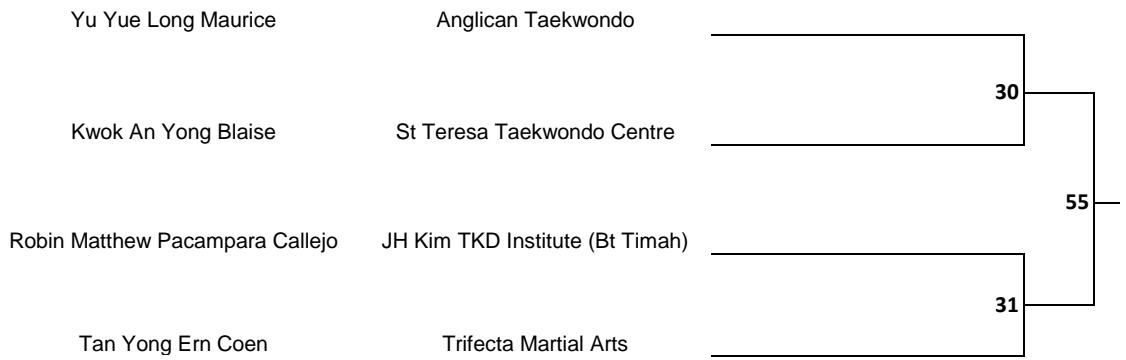 Yu Yue Long Maurice Anglican Taekwondo
30
Kwok An Yong Blaise St Teresa Taekwondo Centre
55
Robin Matthew Pacampara Callejo JH Kim TKD Institute (Bt Timah)
31
Tan Yong Ern Coen Trifecta Martial Arts